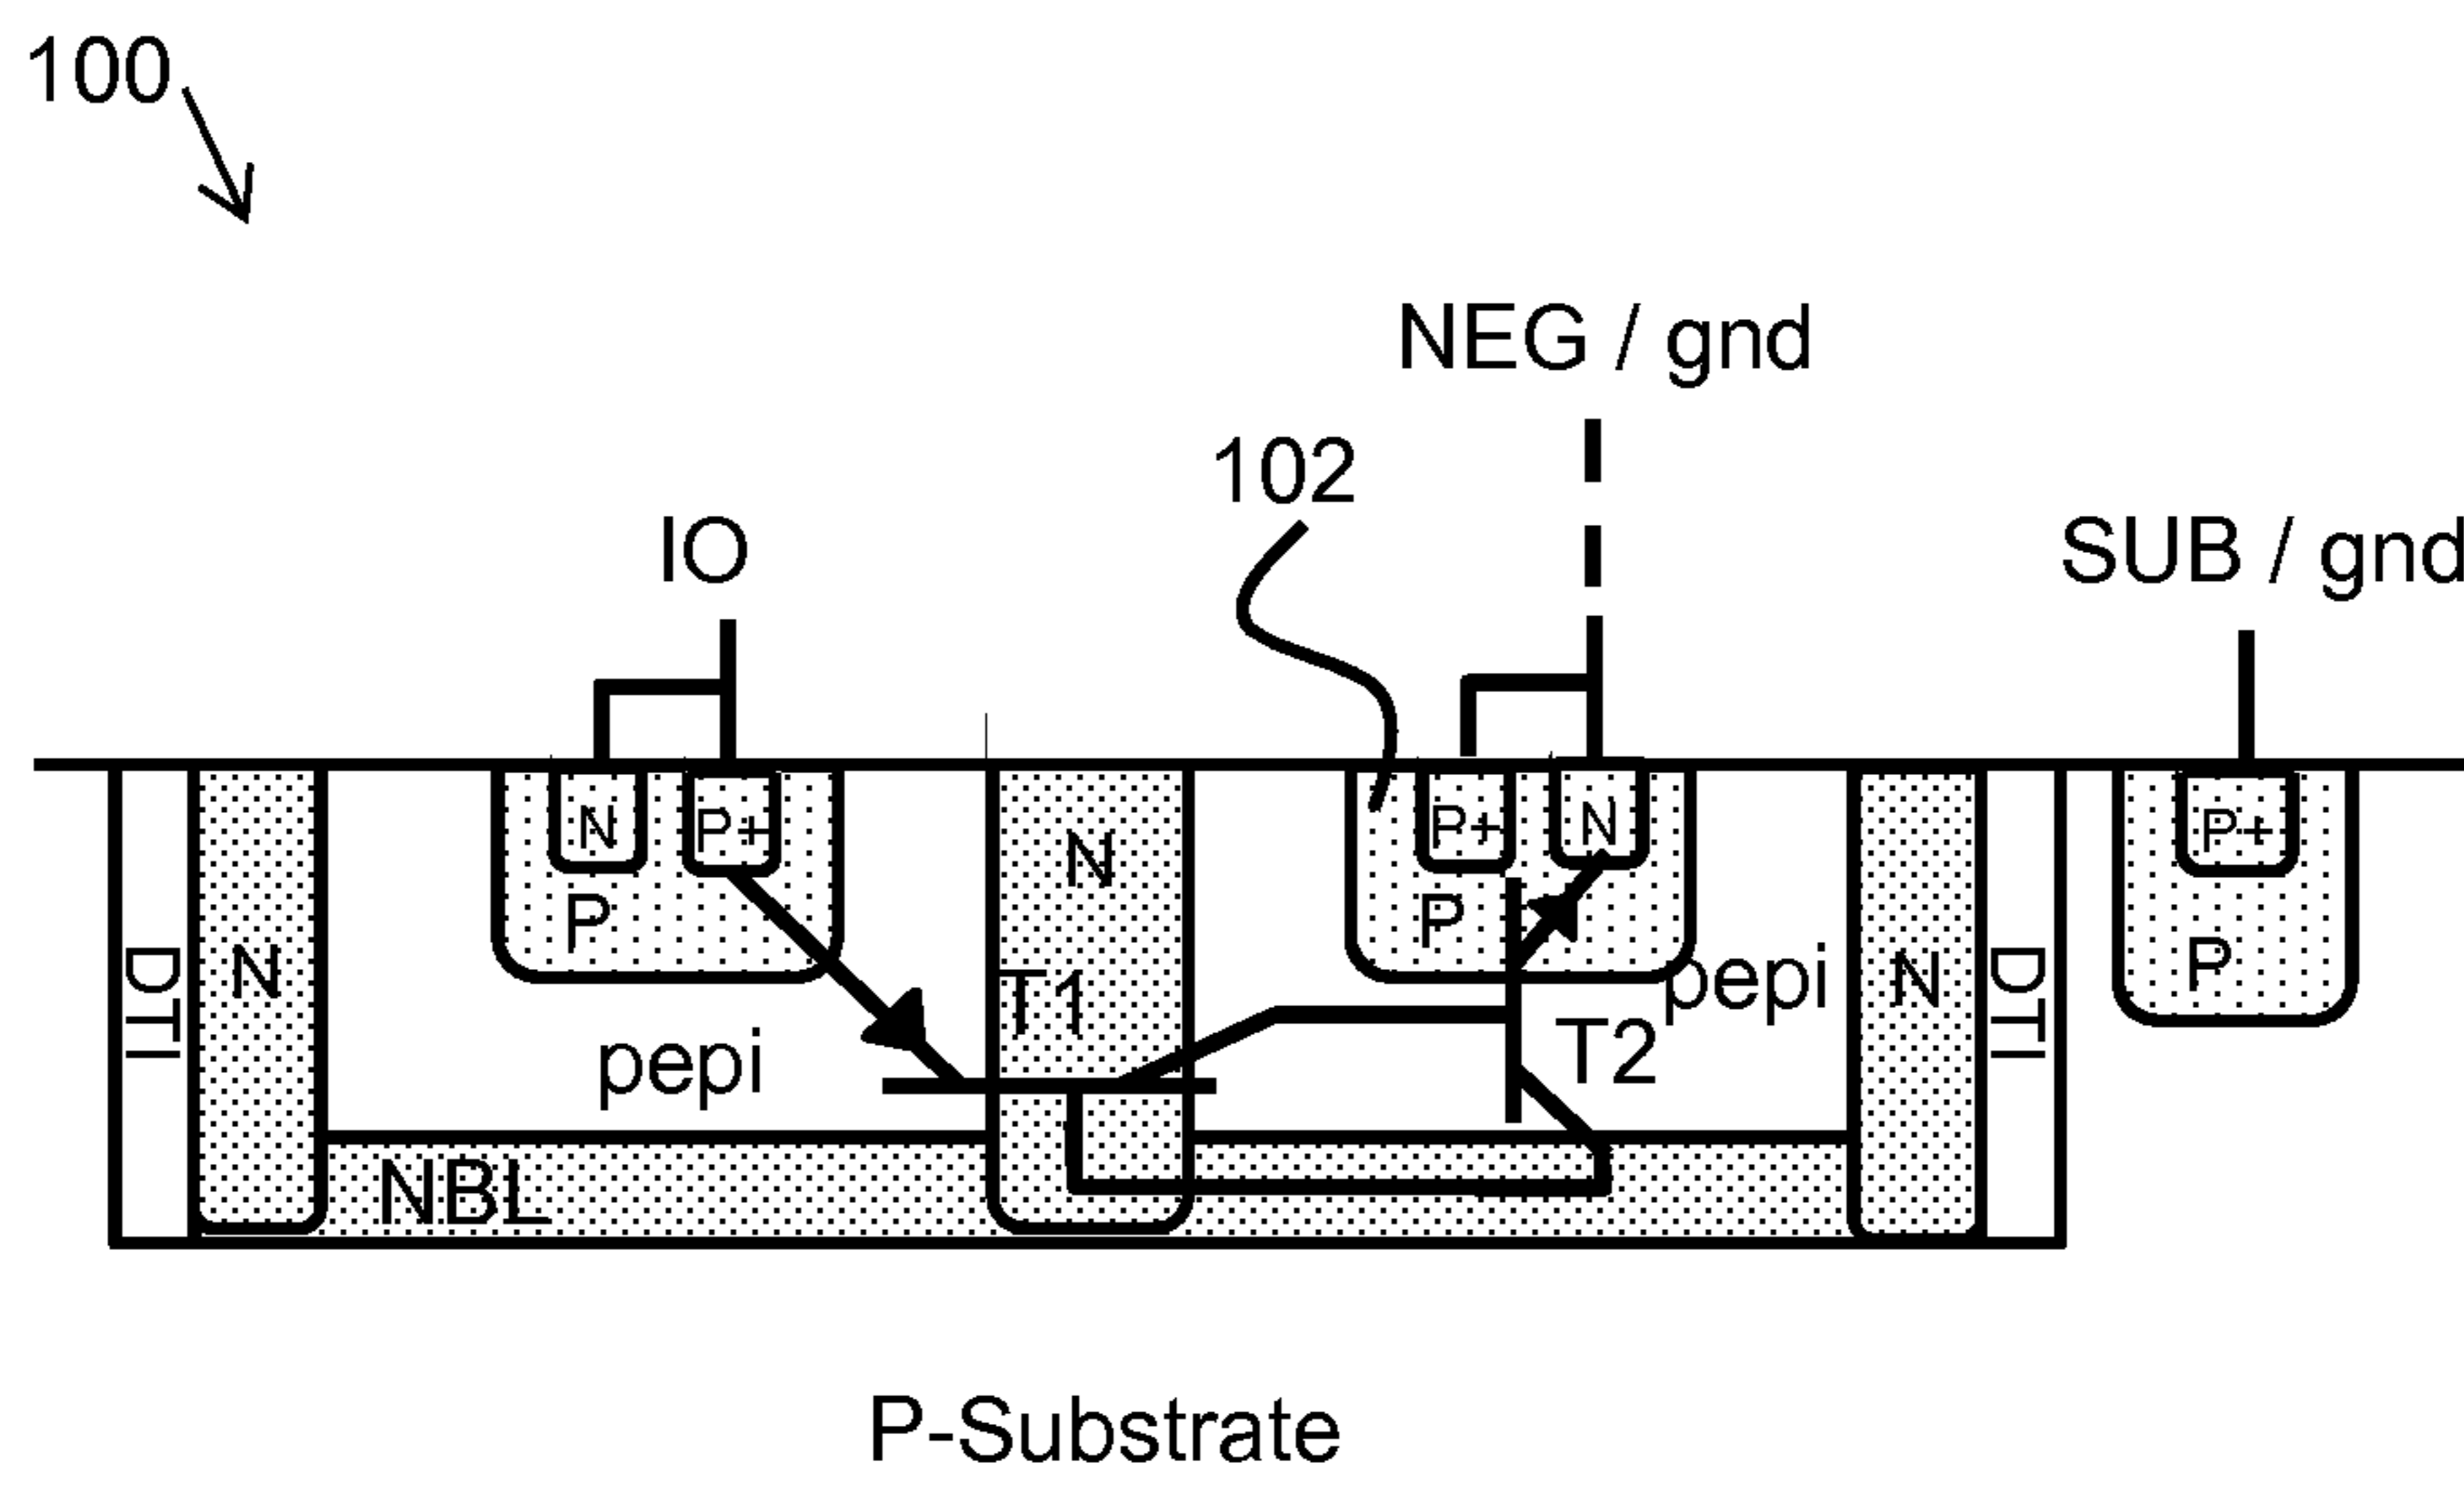 100
NEG / gnd
102
IO
SUB / gnd
N
P+
N
P+
N
P+
P
P
DTI
N
T1
pepi
N
DTI
P
pepi
T2
NBL
P-Substrate